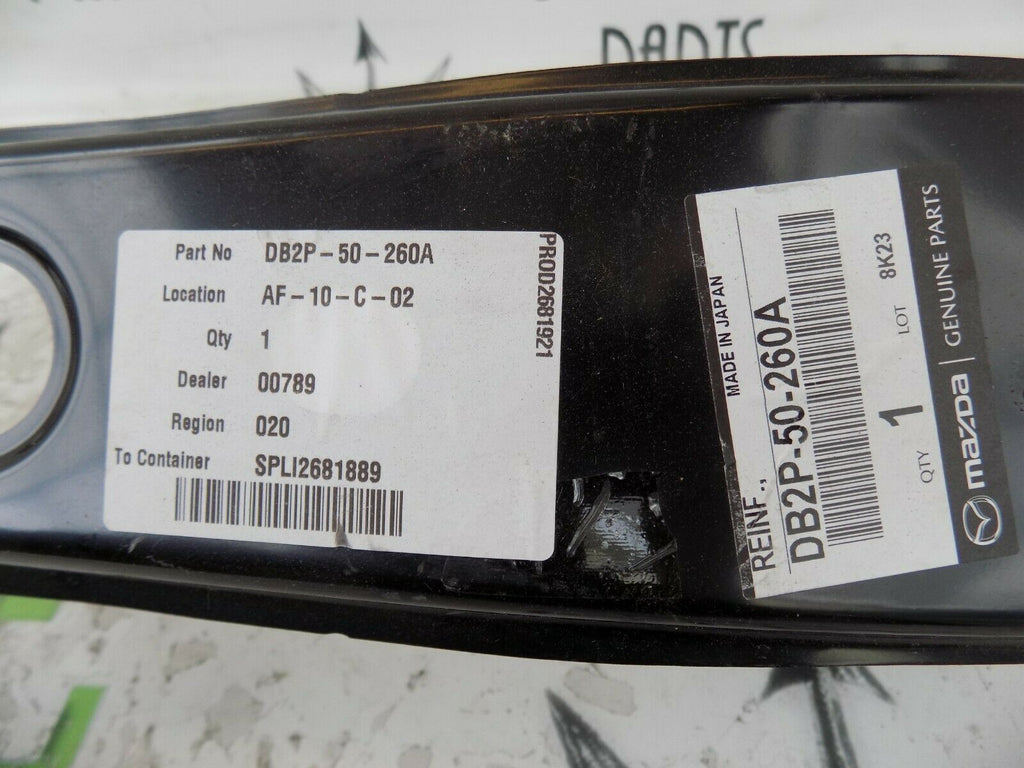 PARTS
Part No DB2P-50-260A
Location AF-10-C-02
Qty 1
Dealer 00789
Region 020
To Container SPLI2681889
PROD2681921
REINF.,
MADE IN JAPAN
DB2P-50-260A
QTY 1 LOT 8K23
mazda | GENUINE PARTS